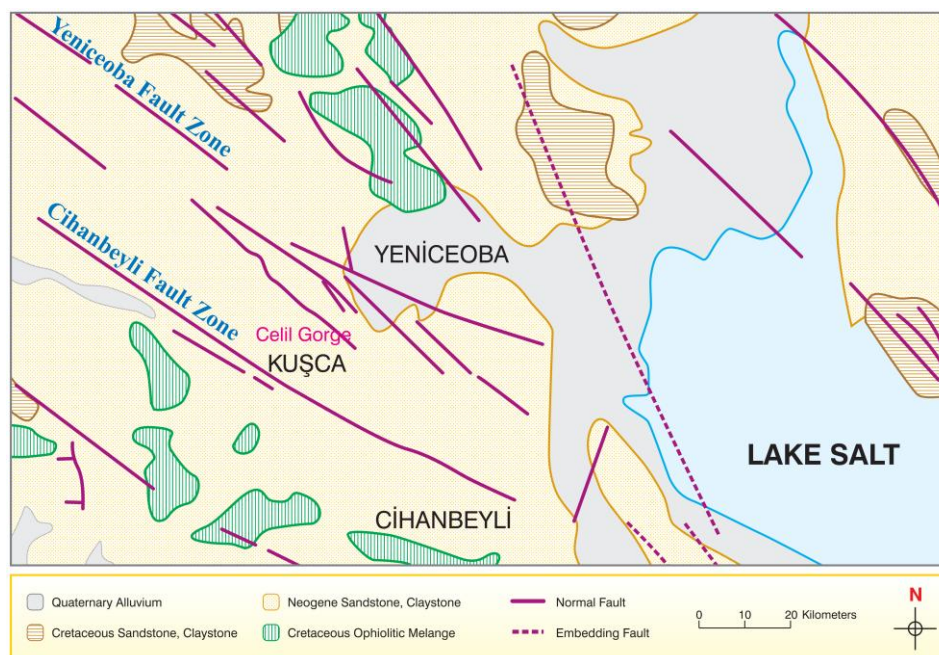 Yeniceoba Fault Zone
Cihanbeyli Fault Zone
YENİCEOBA
Celil Gorge
KUŞCA
LAKE SALT
CİHANBEYLİ
Quaternary Alluvium
Neogene Sandstone, Claystone
Normal Fault
0 10 20 Kilometers
N
Cretaceous Sandstone, Claystone
Cretaceous Ophiolitic Melange
Embedding Fault